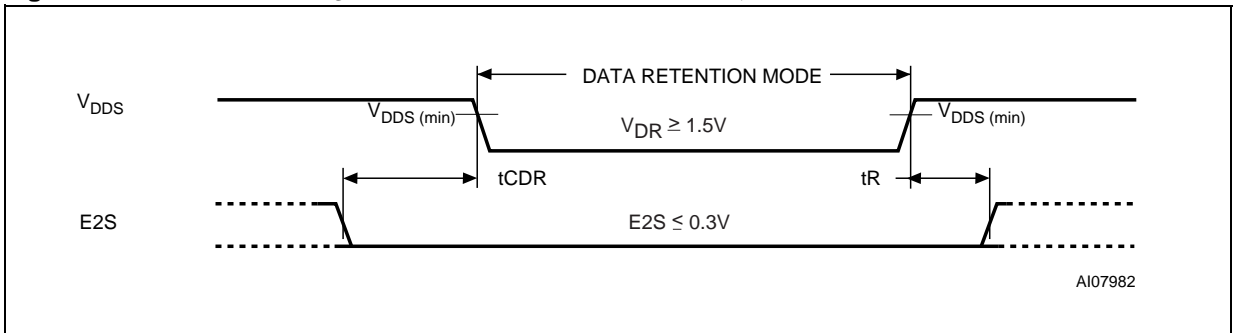 DATA RETENTION MODE
VDDS
VDDS (min)
VDR ≥ 1.5V
VDDS (min)
tCDR
tR
E2S
E2S ≤ 0.3V
AI07982